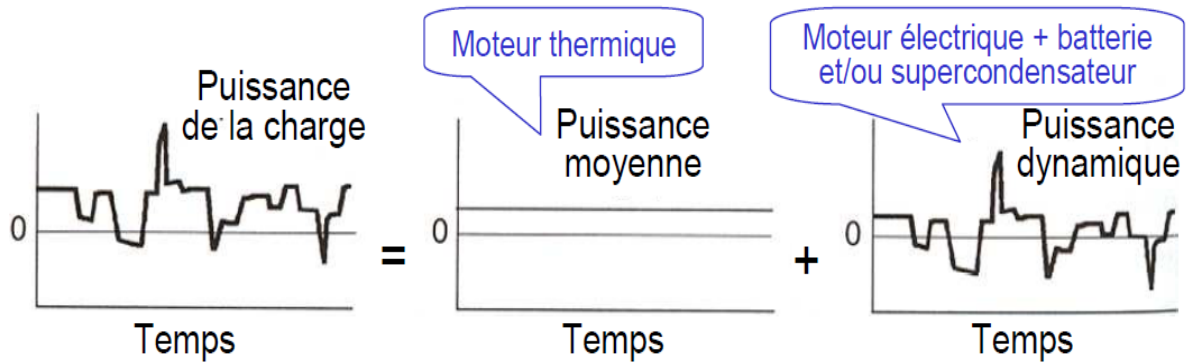 Moteur thermique
Moteur électrique + batterie
et/ou supercondensateur
Puissance
de la charge
Puissance
moyenne
Puissance
dynamique
0
0
0
=
+
Temps
Temps
Temps